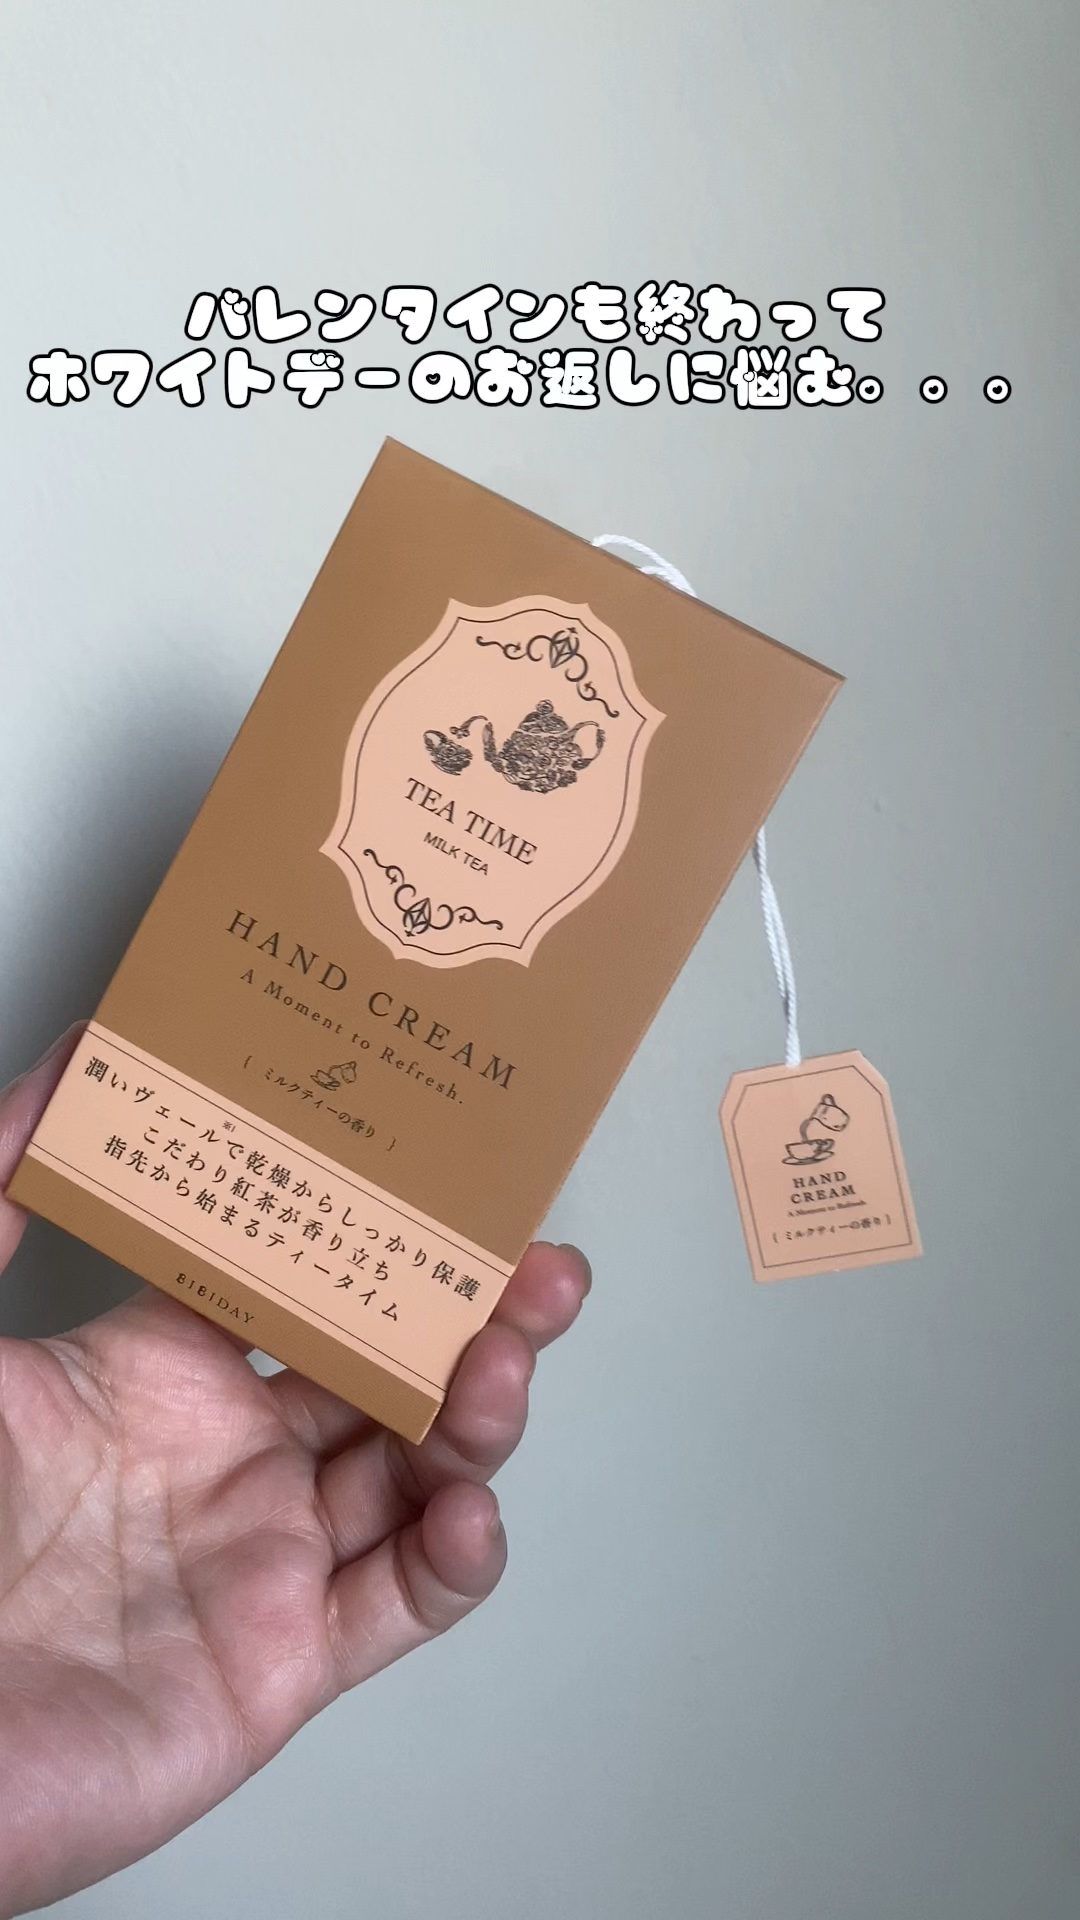 バレンタインも終わって
ホワイトデーのお返しに悩む。。。
TEA TIME
MILK TEA
HAND CREAM
A Moment to Refresh.
{ ミルクティーの香り }
潤いヴェール※1で乾燥からしっかり保護
こだわり紅茶が香り立ち
指先から始まるティータイム
BIBIDAY
HAND
CREAM
A Moment to Refresh.
{ ミルクティーの香り }